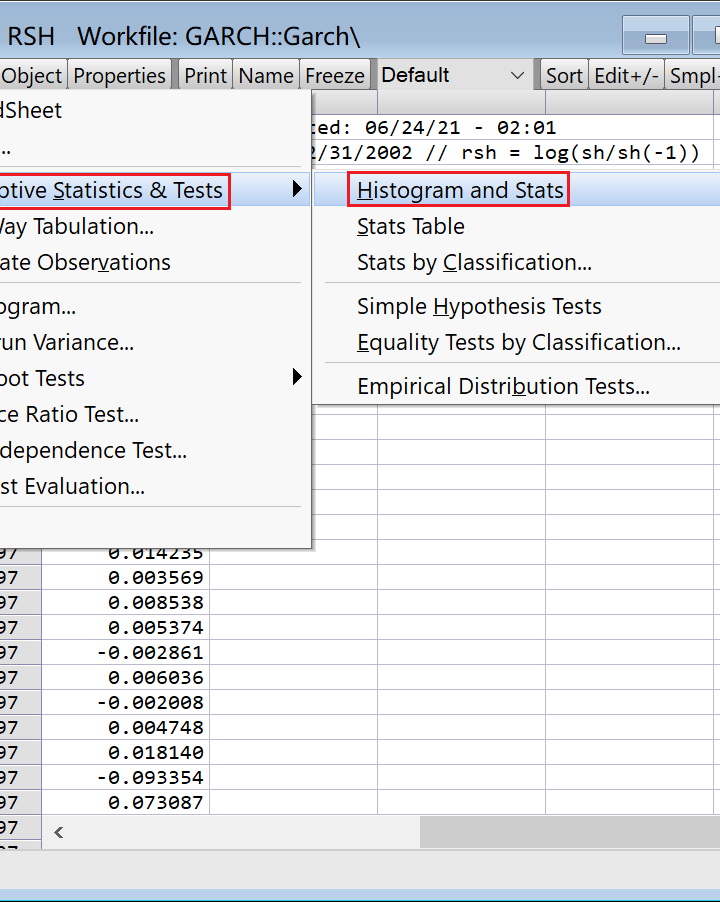 RSH Workfile: GARCH::Garch\
Object Properties Print Name Freeze Default Sort Edit+/- Smpl
dSheet
ted: 06/24/21 - 02:01
...
2/31/2002 // rsh = log(sh/sh(-1))
ptive Statistics & Tests
Histogram and Stats
Way Tabulation...
Stats Table
ate Observations
Stats by Classification...
ogram...
Simple Hypothesis Tests
run Variance...
Equality Tests by Classification...
oot Tests
Empirical Distribution Tests...
ce Ratio Test...
dependence Test...
st Evaluation...
97 0.014235
97 0.003569
97 0.008538
97 0.005374
97 -0.002861
97 0.006036
97 -0.002008
97 0.004748
97 0.018140
97 -0.093354
97 0.073087
97